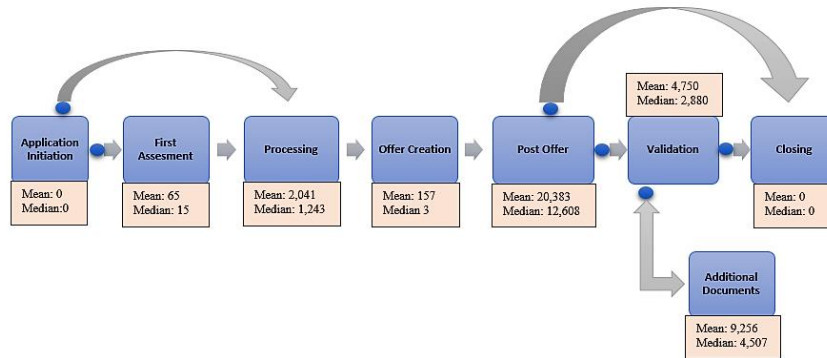 Application
Initiation
Mean: 0
Median:0
First
Assesment
Mean: 65
Median: 15
Processing
Mean: 2,041
Median: 1,243
Offer Creation
Mean: 157
Median 3
Post Offer
Mean: 20,383
Median: 12,608
Mean: 4,750
Median: 2,880
Validation
Closing
Mean: 0
Median: 0
Additional
Documents
Mean: 9,256
Median: 4,507